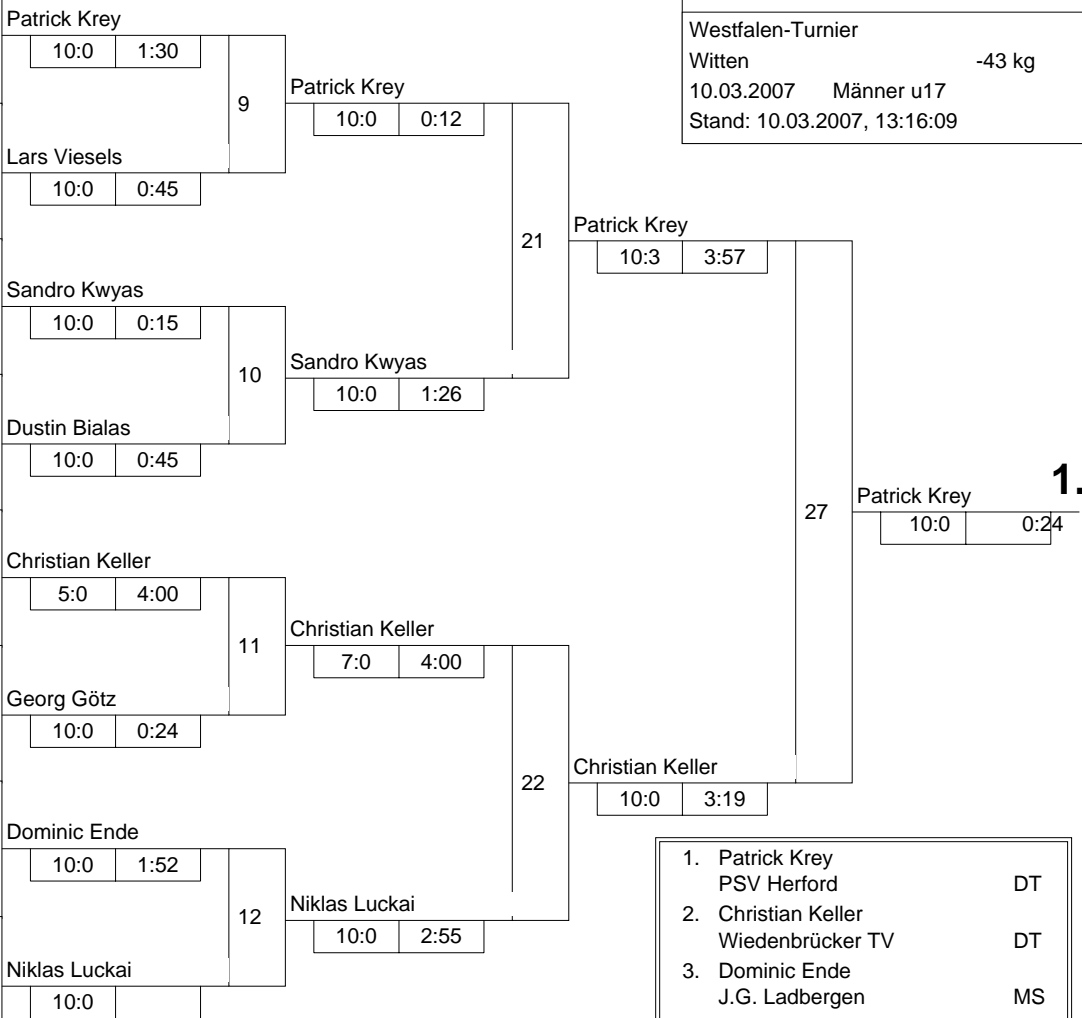 Westfalen-Turnier
Witten -43 kg
10.03.2007 Männer u17
Stand: 10.03.2007, 13:16:09
Patrick Krey
10:0 1:30
9
Lars Viesels
10:0 0:45
Patrick Krey
10:0 0:12
Sandro Kwyas
10:0 0:15
10
Dustin Bialas
10:0 0:45
Sandro Kwyas
10:0 1:26
21
Patrick Krey
10:3 3:57
Christian Keller
5:0 4:00
11
Georg Götz
10:0 0:24
Christian Keller
7:0 4:00
Dominic Ende
10:0 1:52
12
Niklas Luckai
10:0
Niklas Luckai
10:0 2:55
22
Christian Keller
10:0 3:19
27
Patrick Krey 1.
10:0 0:24
1. Patrick Krey
PSV Herford DT
2. Christian Keller
Wiedenbrücker TV DT
3. Dominic Ende
J.G. Ladbergen MS